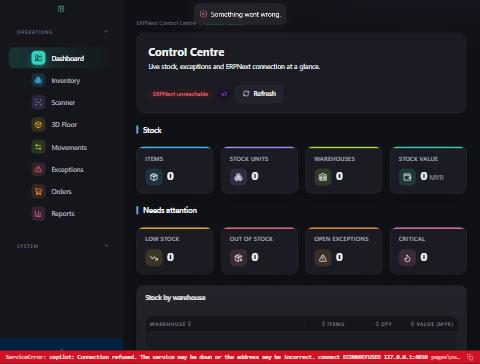 Something went wrong.
ERPNext Control Centre
OPERATIONS
Dashboard
Inventory
Scanner
3D Floor
Movements
Exceptions
Orders
Reports
SYSTEM
Control Centre
Live stock, exceptions and ERPNext connection at a glance.
ERPNext unreachable
v?
Refresh
Stock
ITEMS
0
STOCK UNITS
0
WAREHOUSES
0
STOCK VALUE
0 MYR
Needs attention
LOW STOCK
0
OUT OF STOCK
0
OPEN EXCEPTIONS
0
CRITICAL
0
Stock by warehouse
WAREHOUSE
ITEMS
QTY
VALUE (MYR)
ServiceError: copilot: Connection refused. The service may be down or the address may be incorrect. connect ECONNREFUSED 127.0.0.1:4010